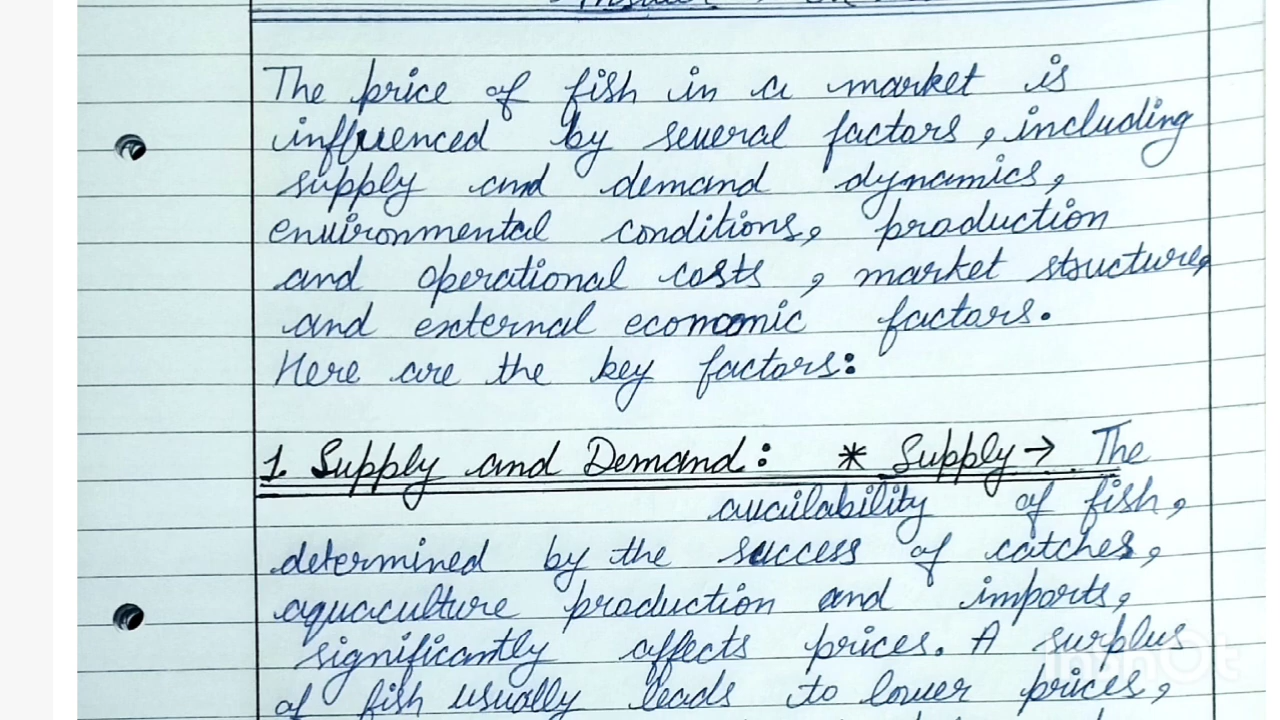 The price of fish in a market is
influenced by several factors, including
supply and demand dynamics,
environmental conditions, production
and operational costs, market structure,
and external economic factors.
Here are the key factors:
1. Supply and Demand: * Supply → The
availability of fish,
determined by the success of catches,
aquaculture production and imports,
significantly affects prices. A surplus
of fish usually leads to lower prices,